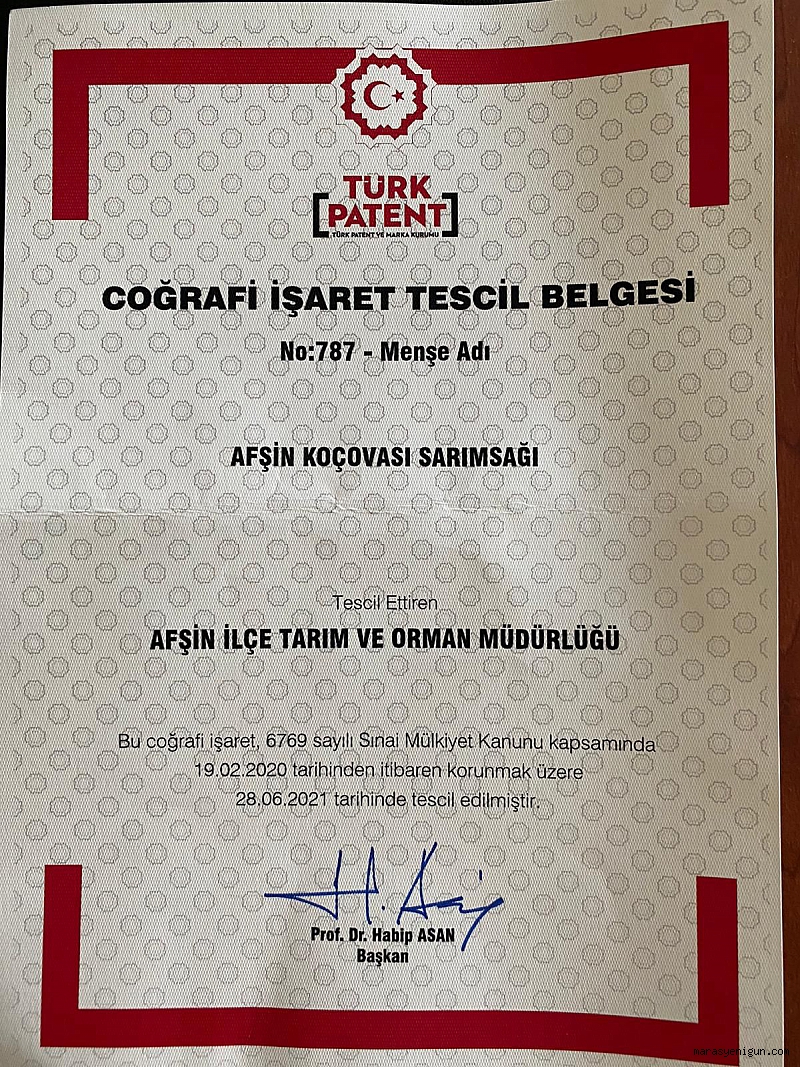 TÜRK
PATENT
TÜRK PATENT VE MARKA KURUMU
COĞRAFİ İŞARET TESCİL BELGESİ
No:787 - Menşe Adı
AFŞİN KOÇOVASI SARIMSAĞI
Tescil Ettiren
AFŞİN İLÇE TARIM VE ORMAN MÜDÜRLÜĞÜ
Bu coğrafi işaret, 6769 sayılı Sınai Mülkiyet Kanunu kapsamında
19.02.2020 tarihinden itibaren korunmak üzere
28.06.2021 tarihinde tescil edilmiştir.
Prof. Dr. Habip ASAN
Başkan
marasyenigun.com